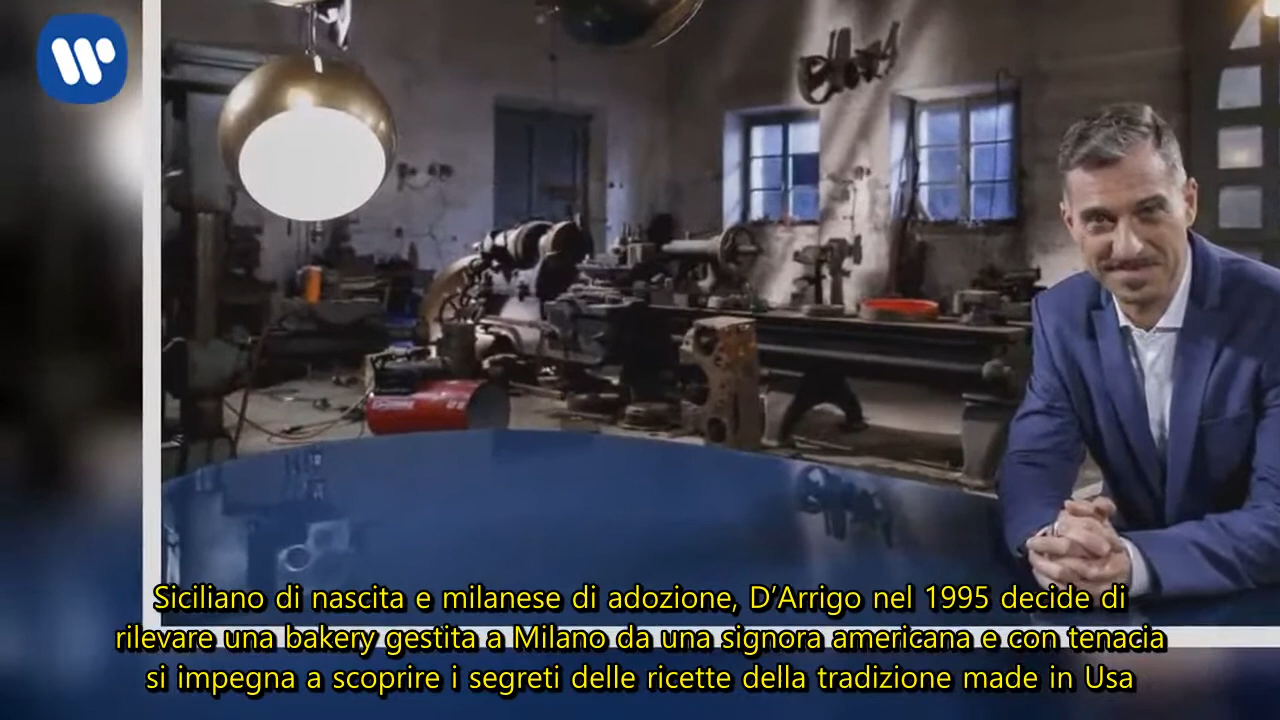 Siciliano di nascita e milanese di adozione, D’Arrigo nel 1995 decide di
rilevare una bakery gestita a Milano da una signora americana e con tenacia
si impegna a scoprire i segreti delle ricette della tradizione made in Usa